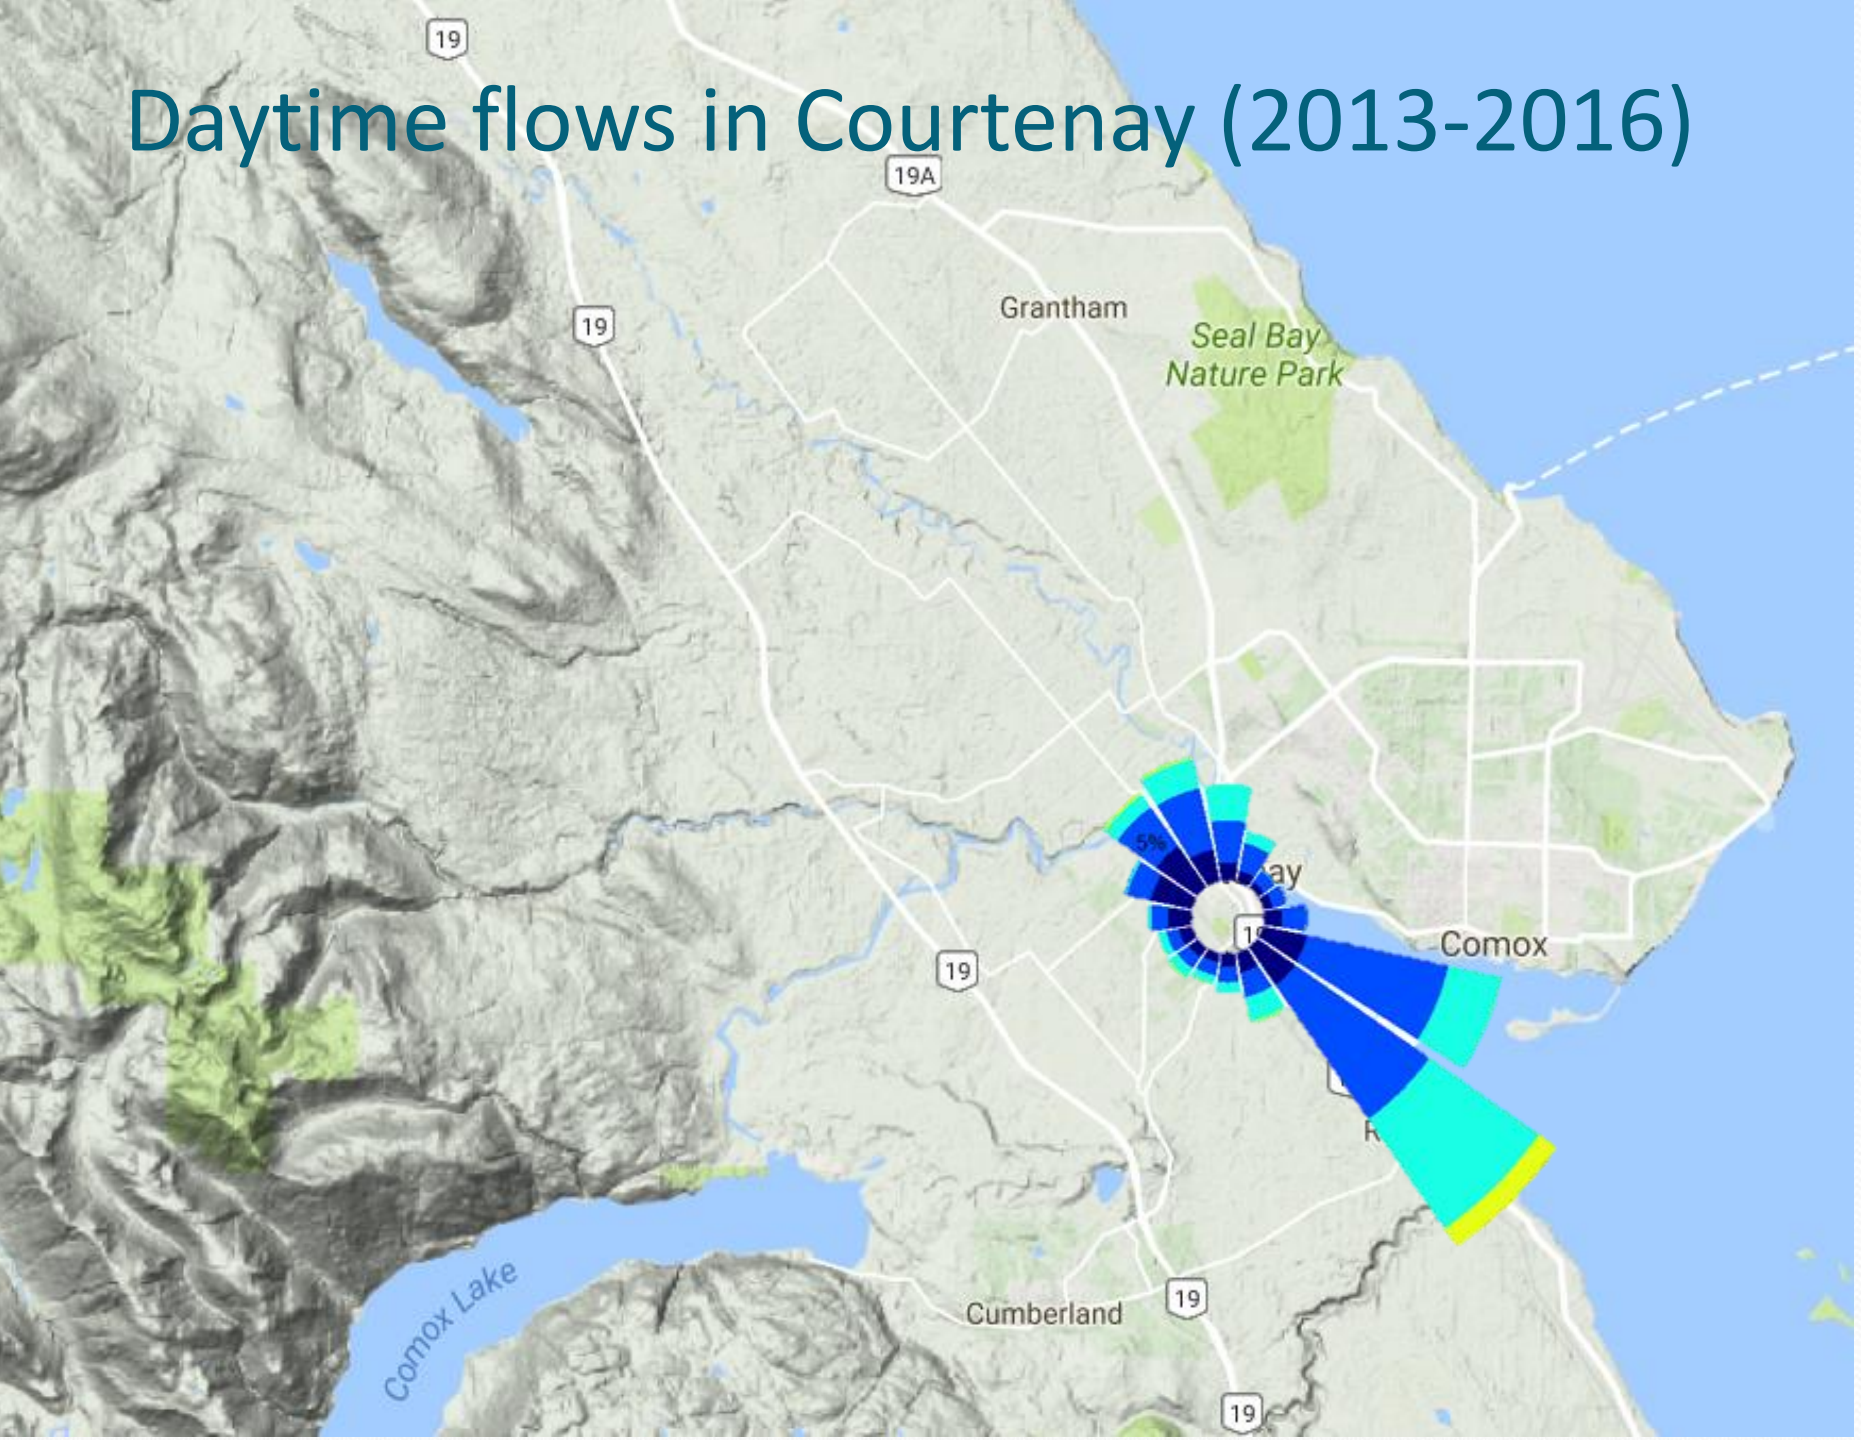 19
Daytime flows in Courtenay (2013-2016)
19A
Grantham
19
Seal Bay
Nature Park
5%
ay
Comox
19
Comox Lake
Cumberland
19
19